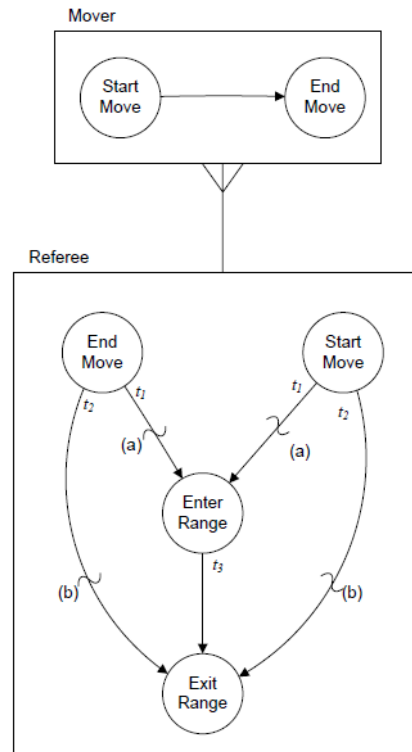 Mover
Start
Move
End
Move
Referee
End
Move
Start
Move
t2
t1
t1
t2
(a)
(a)
Enter
Range
t3
(b)
(b)
Exit
Range